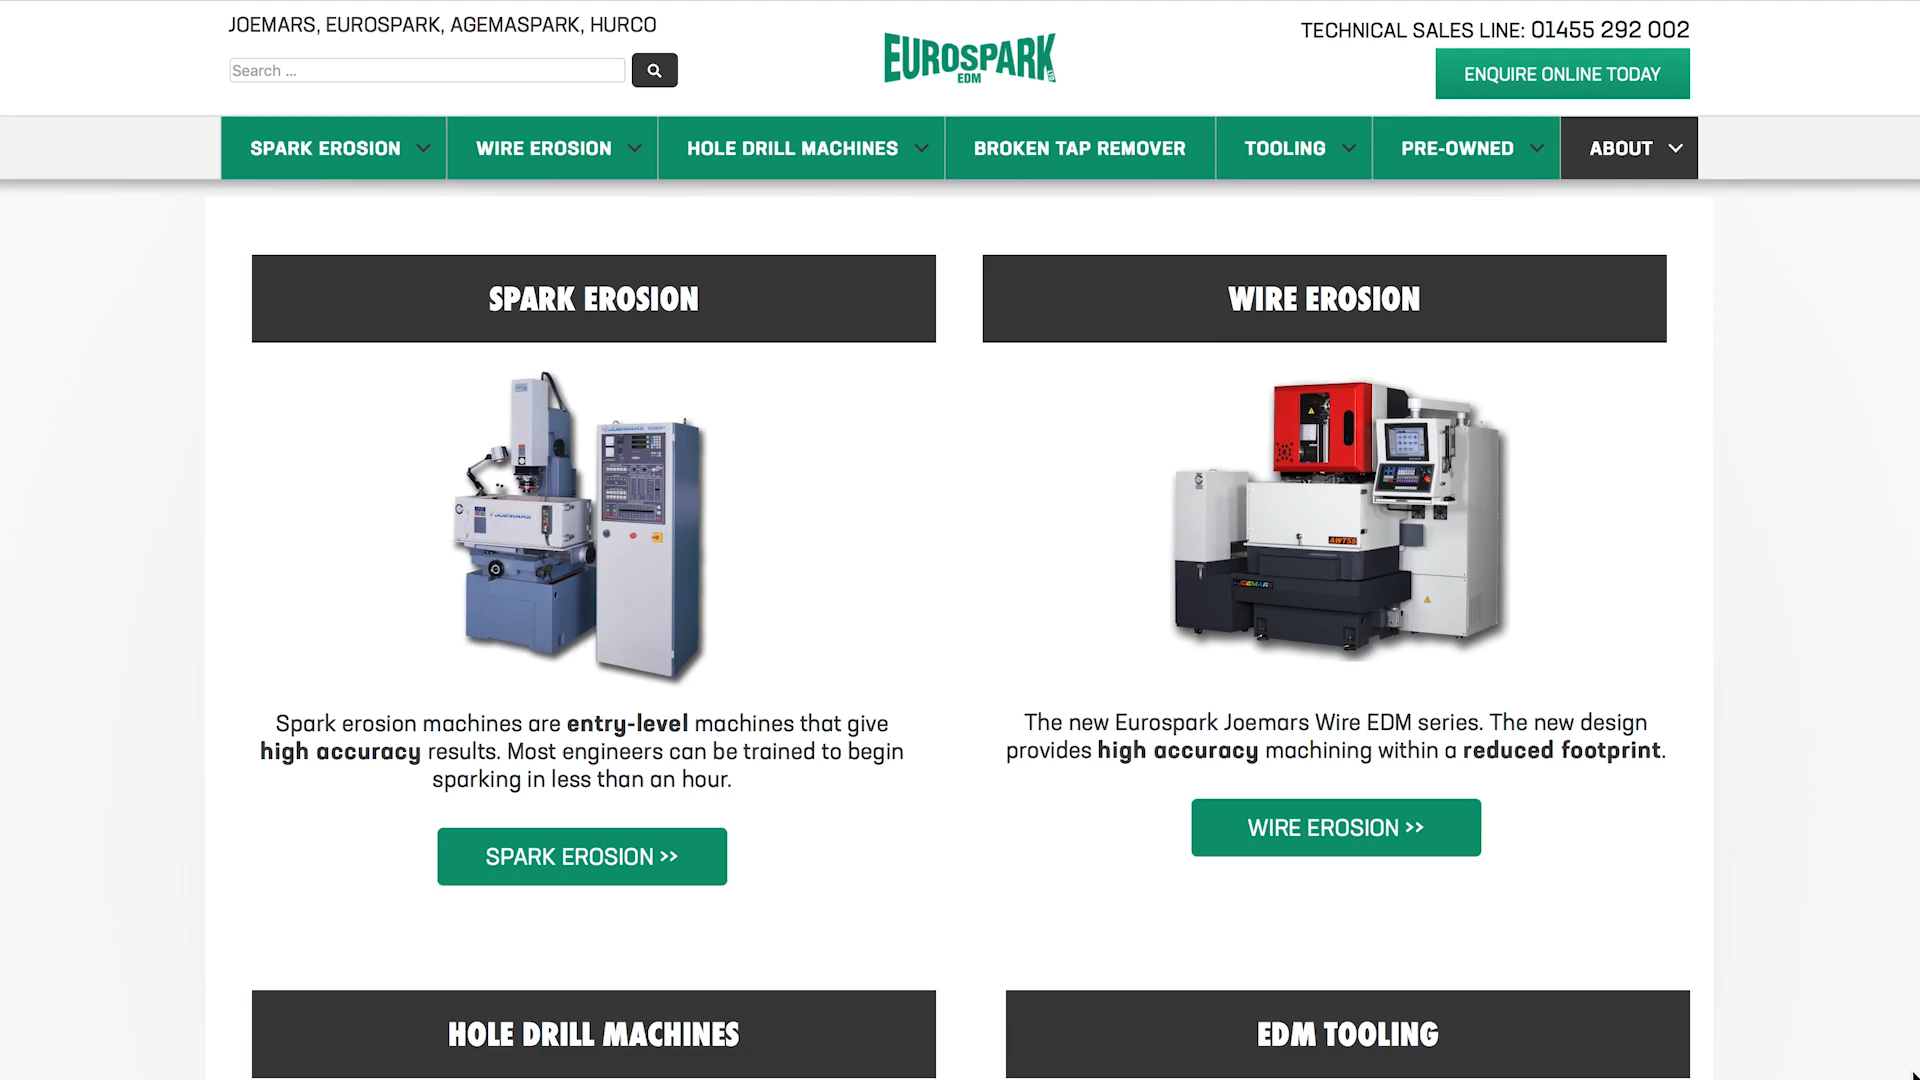 JOEMARS, EUROSPARK, AGEMASPARK, HURCO
Search ...
EUROSPARK
EDM
TECHNICAL SALES LINE: 01455 292 002
ENQUIRE ONLINE TODAY
SPARK EROSION
WIRE EROSION
HOLE DRILL MACHINES
BROKEN TAP REMOVER
TOOLING
PRE-OWNED
ABOUT
SPARK EROSION
WIRE EROSION
JOEMARS
JOEMARS
AWT5S
JOEMARS
Spark erosion machines are entry-level machines that give
high accuracy results. Most engineers can be trained to begin
sparking in less than an hour.
The new Eurospark Joemars Wire EDM series. The new design
provides high accuracy machining within a reduced footprint.
SPARK EROSION >>
WIRE EROSION >>
HOLE DRILL MACHINES
EDM TOOLING